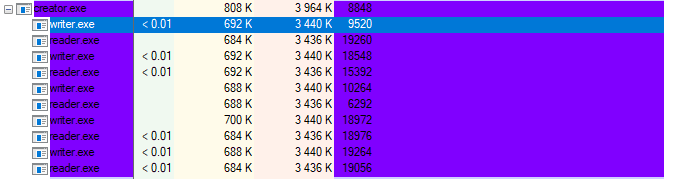 creator.exe 808 K 3 964 K 8848
writer.exe < 0.01 692 K 3 440 K 9520
reader.exe 684 K 3 436 K 19260
writer.exe < 0.01 692 K 3 440 K 18548
reader.exe < 0.01 692 K 3 436 K 15392
writer.exe 688 K 3 440 K 10264
reader.exe 688 K 3 436 K 6292
writer.exe 700 K 3 440 K 18972
reader.exe < 0.01 684 K 3 436 K 18976
writer.exe < 0.01 688 K 3 440 K 19264
reader.exe < 0.01 684 K 3 436 K 19056